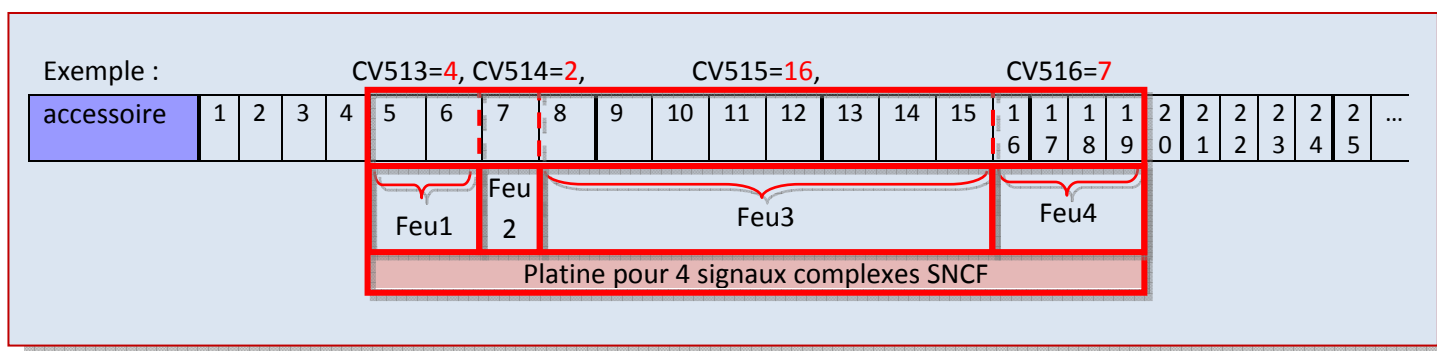 Exemple : CV513=4, CV514=2, CV515=16, CV516=7
accessoire 1 2 3 4 5 6 7 8 9 10 11 12 13 14 15 16 17 18 19 20 21 22 23 24 25 ...
Feu1 Feu 2 Feu3 Feu4
Platine pour 4 signaux complexes SNCF